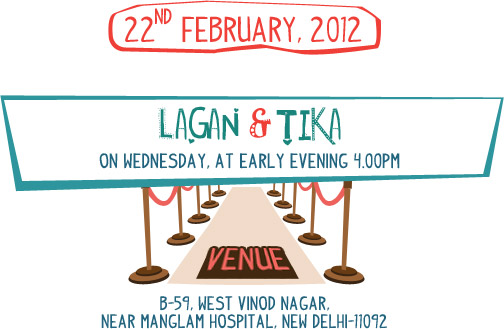 22ND FEBRUARY, 2012
LAGAN & TIKA
ON WEDNESDAY, AT EARLY EVENING 4.00PM
VENUE
B-59, WEST VINOD NAGAR,
NEAR MANGLAM HOSPITAL, NEW DELHI-11092